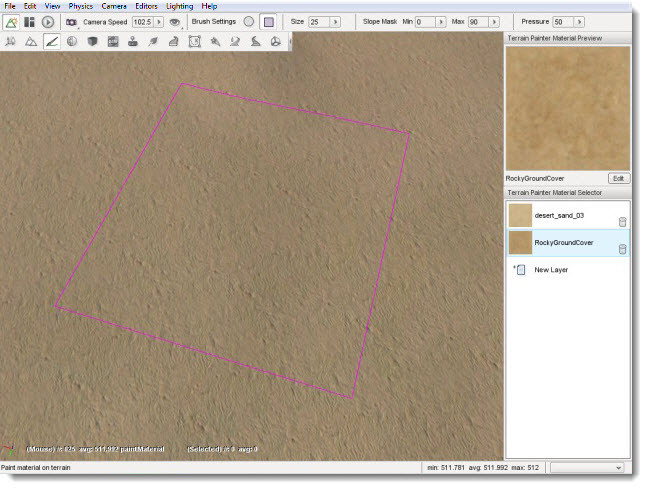 File Edit View Physics Camera Editors Lighting Help
Camera Speed 102.5 Brush Settings Size 25 Slope Mask Min 0 Max 90 Pressure 50
Terrain Painter Material Preview
RockyGroundCover Edit
Terrain Painter Material Selector
desert_sand_03
RockyGroundCover
New Layer
(Mouse) #: 625 avg: 511.992 paintMaterial (Selected) #: 0 avg: 0
Paint material on terrain min: 511.781 avg: 511.992 max: 512